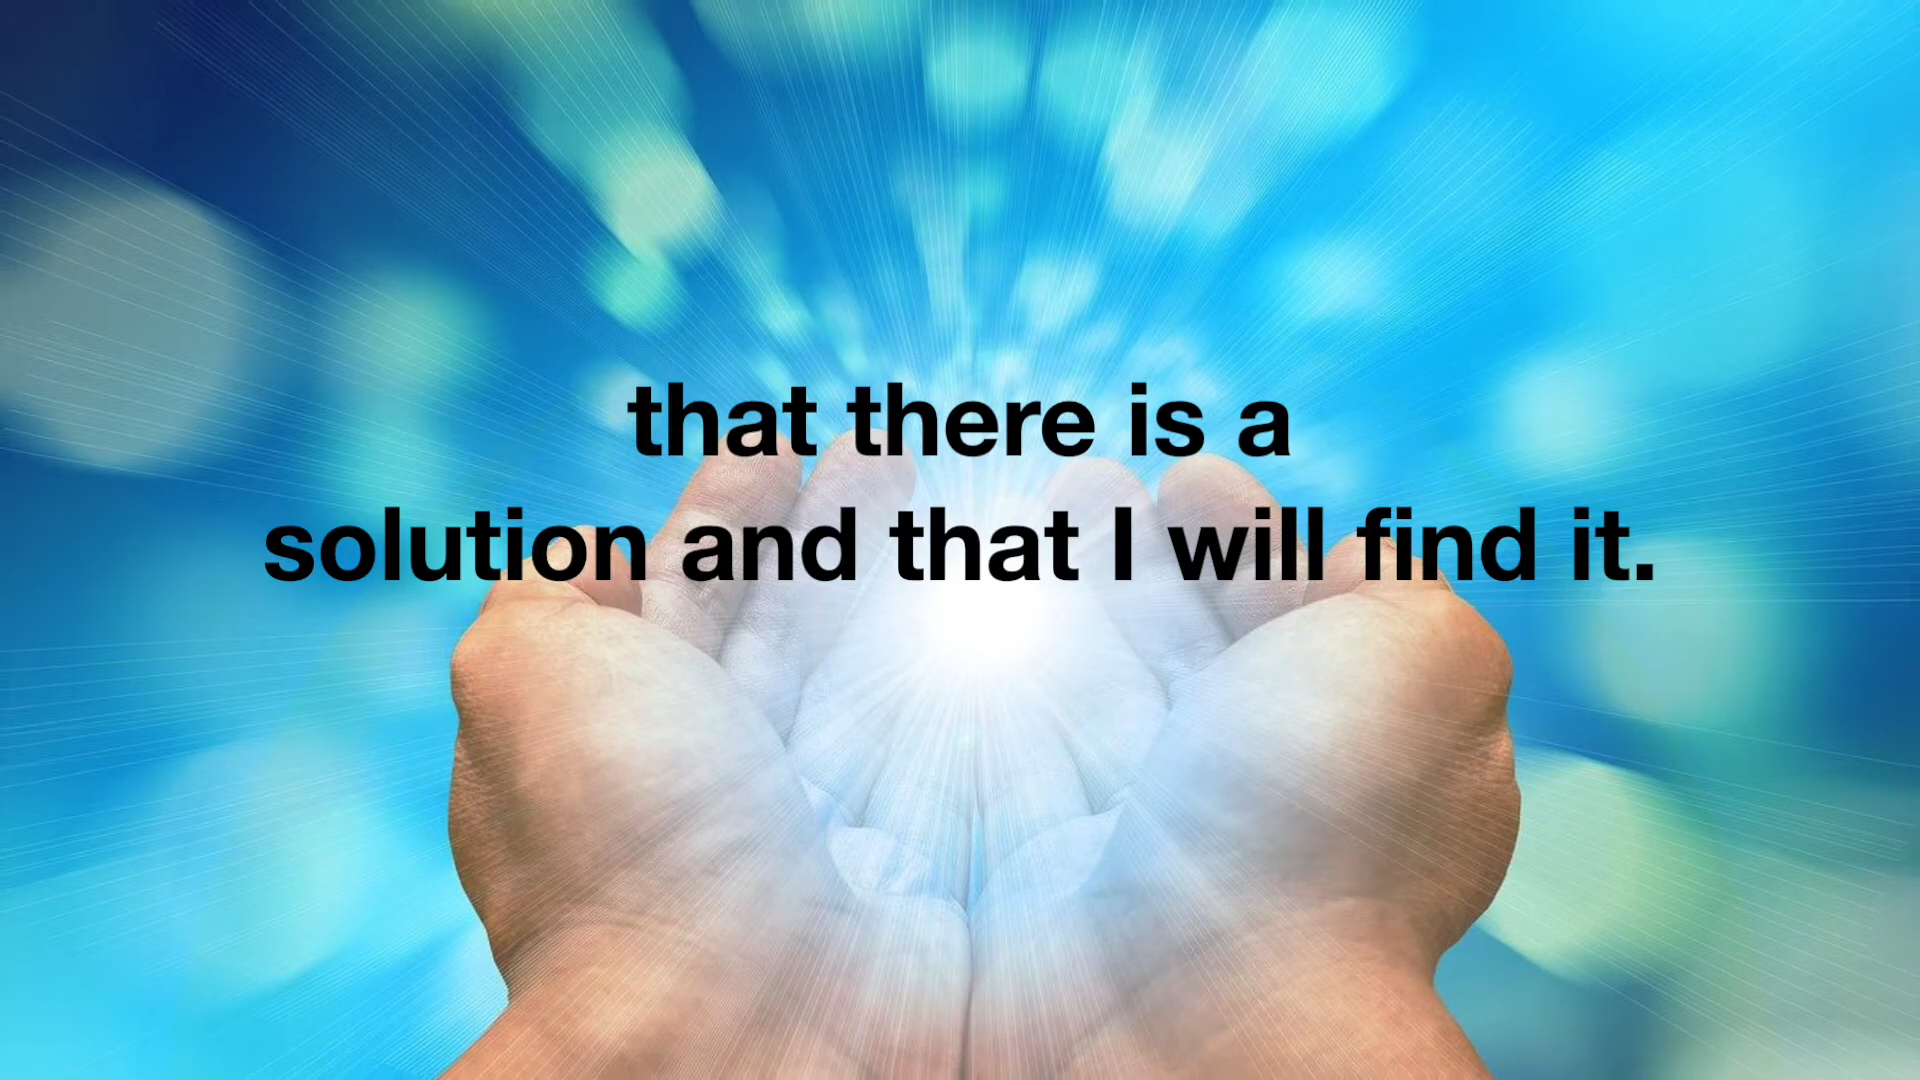 that there is a
solution and that I will find it.